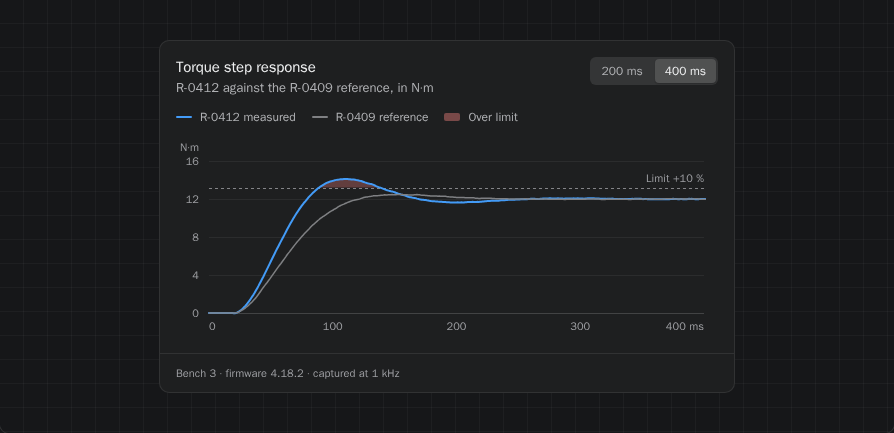 Torque step response
R-0412 against the R-0409 reference, in N·m
200 ms
400 ms
R-0412 measured
R-0409 reference
Over limit
N·m
16
Limit +10 %
12
8
4
0
0
100
200
300
400 ms
Bench 3 · firmware 4.18.2 · captured at 1 kHz